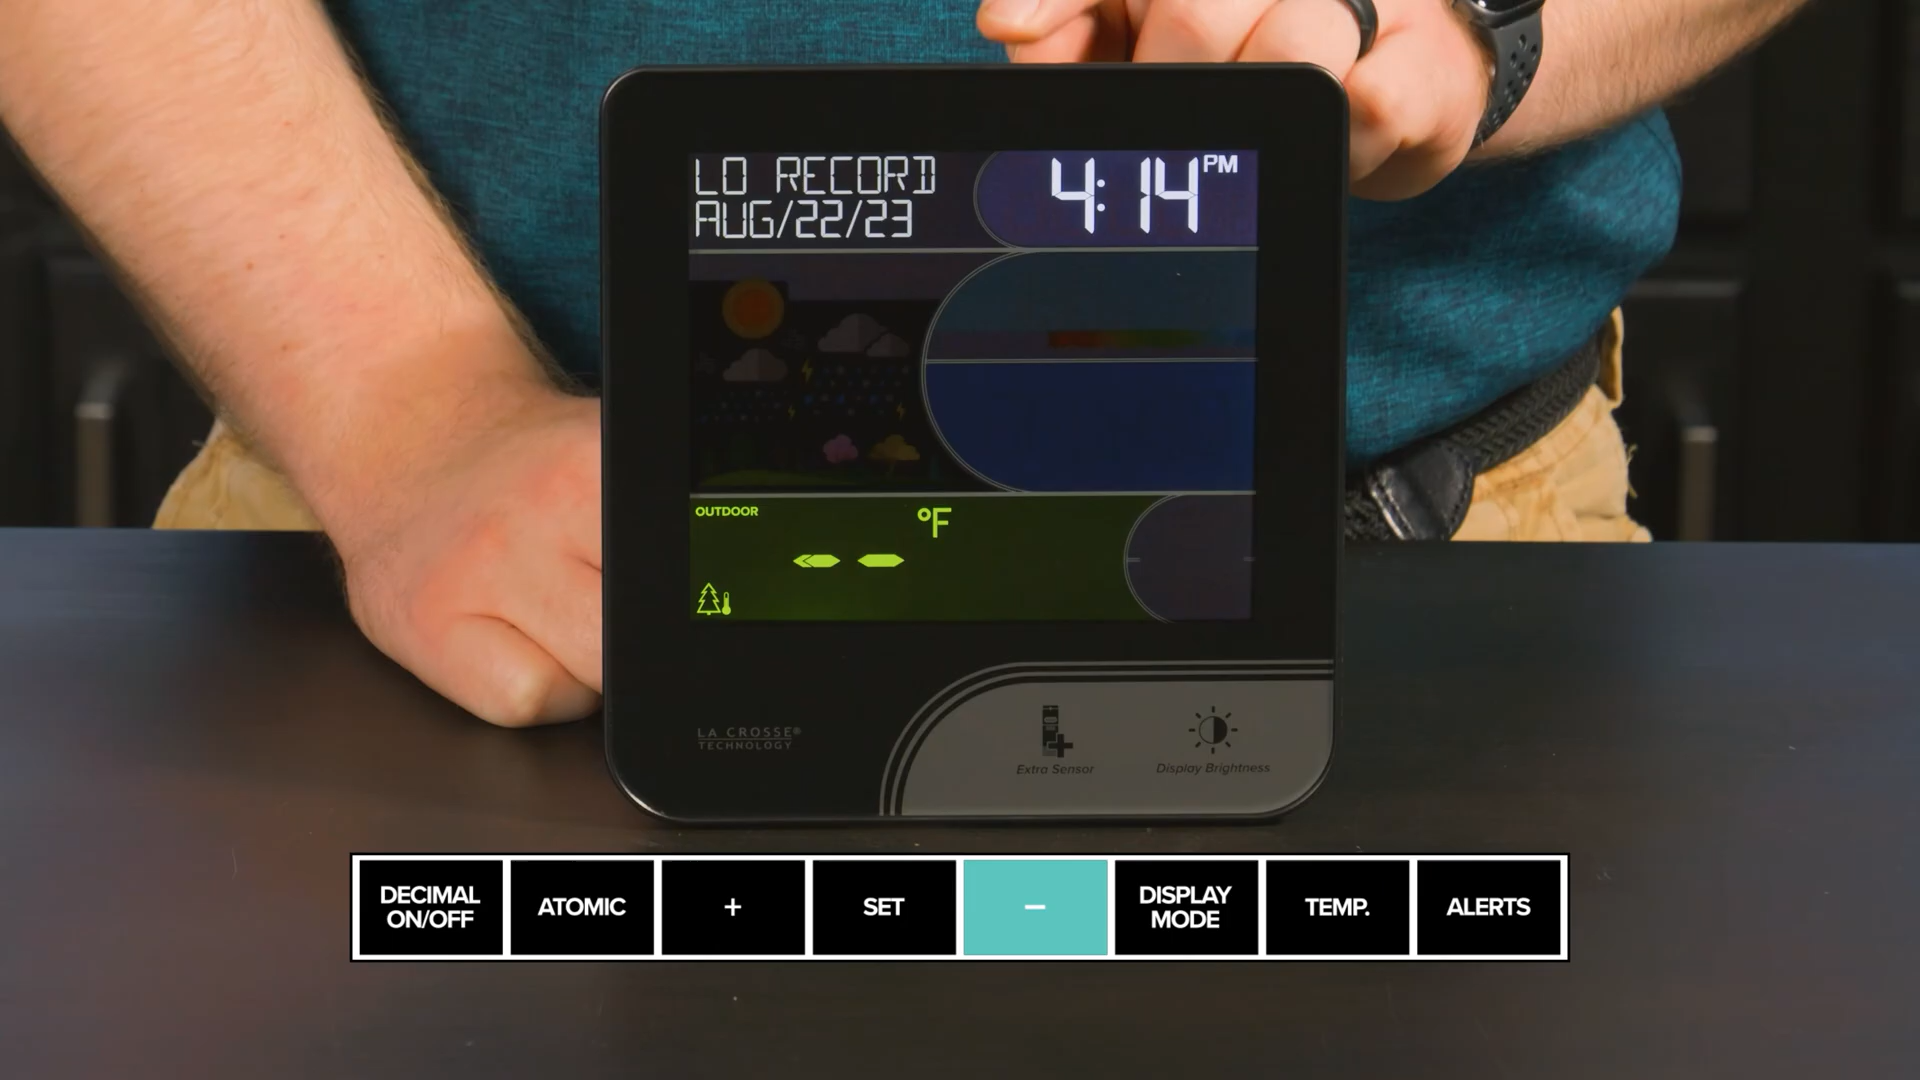 LO RECORD
AUG/22/23
4:14 PM
OUTDOOR
°F
-- 
LA CROSSE®
TECHNOLOGY
Extra Sensor
Display Brightness
DECIMAL
ON/OFF
ATOMIC
+
SET
−
DISPLAY
MODE
TEMP.
ALERTS